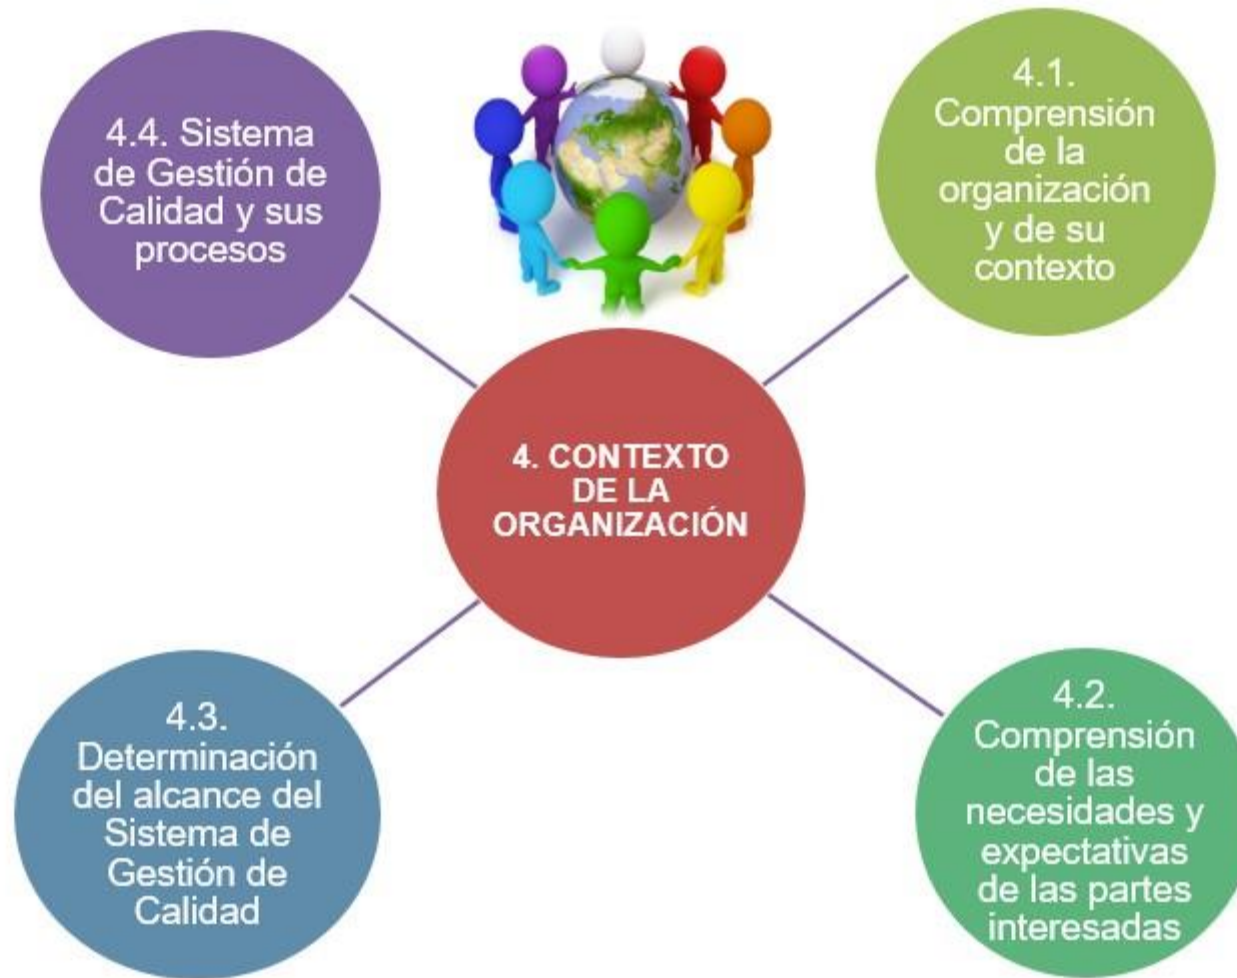 4. CONTEXTO
DE LA
ORGANIZACIÓN
4.1.
Comprensión
de la
organización
y de su
contexto
4.2.
Comprensión
de las
necesidades y
expectativas
de las partes
interesadas
4.3.
Determinación
del alcance del
Sistema de
Gestión de
Calidad
4.4. Sistema
de Gestión de
Calidad y sus
procesos